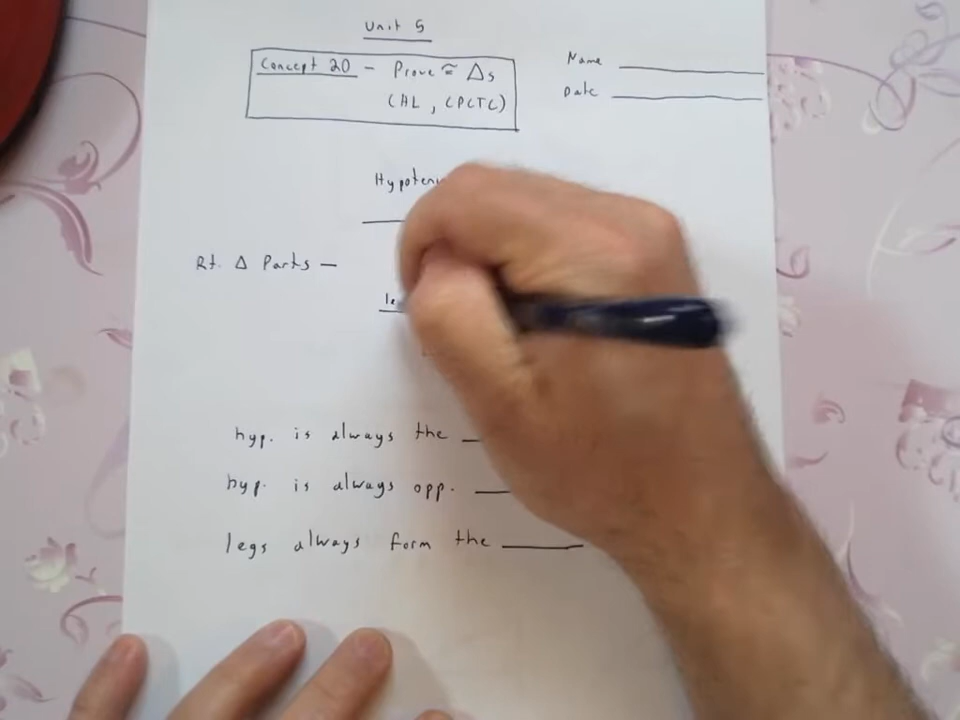 Unit 5
Concept 20 - Prove ≅ Δs
(HL, CPCTC)
Name
Date
Rt. Δ Parts -
hyp. is always the
hyp. is always opp.
legs always form the